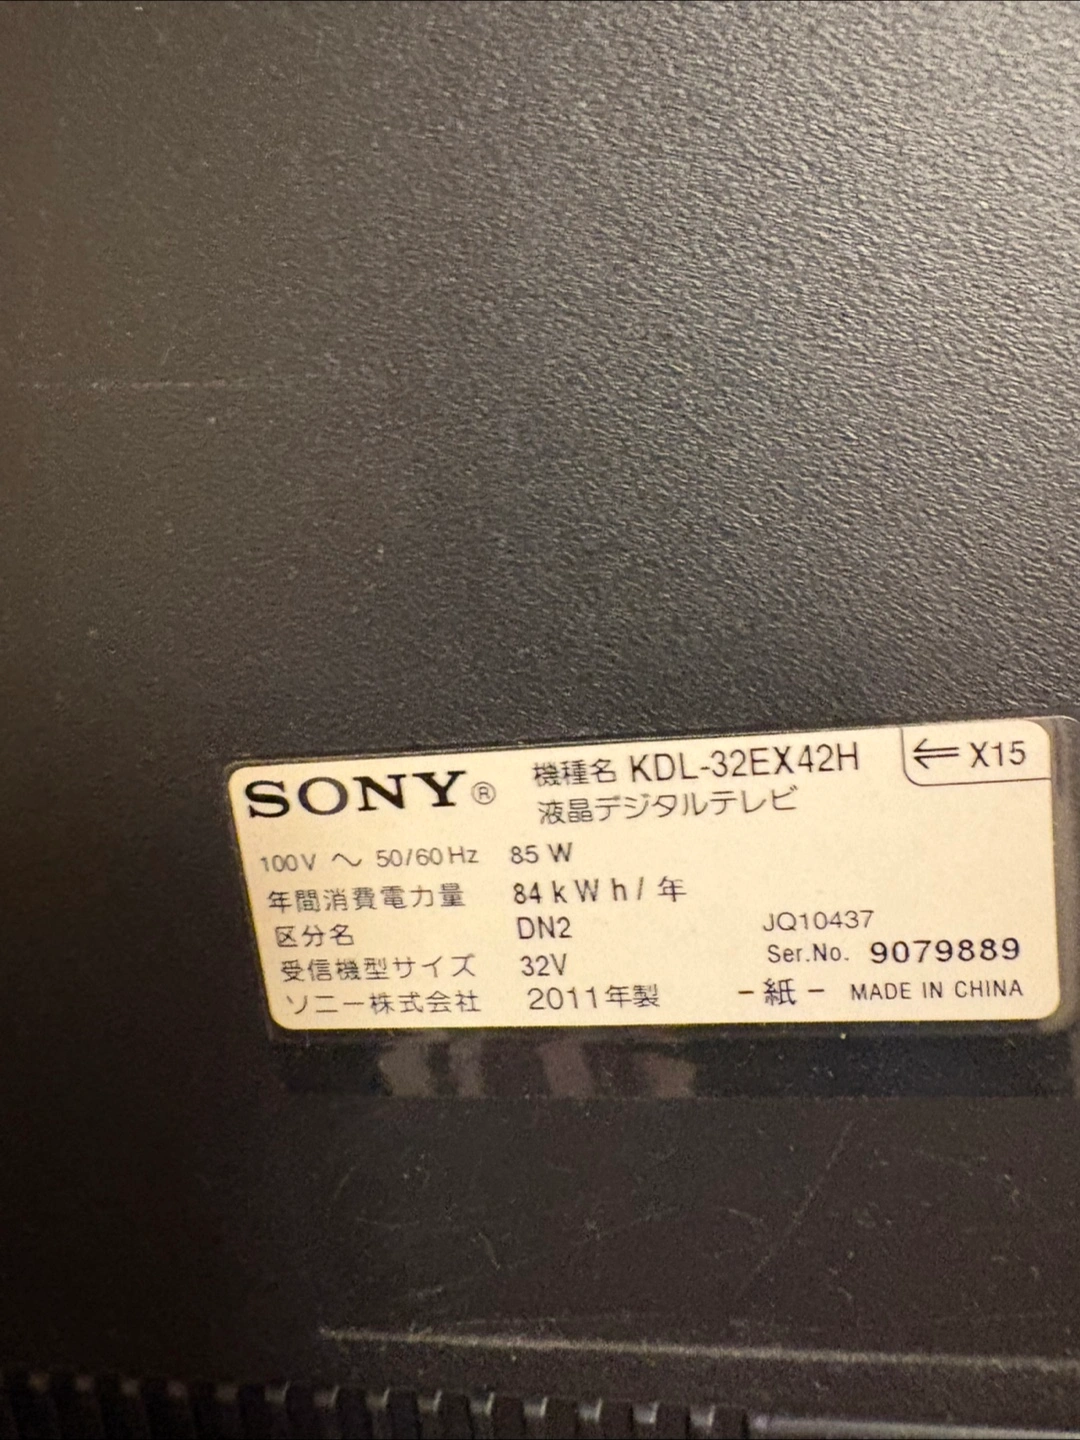 SONY® 機種名 KDL-32EX42H ⇐ X15
液晶デジタルテレビ
100V ～ 50/60Hz 85 W
年間消費電力量 84 kWh/年
区分名 DN2 JQ10437
受信機型サイズ 32V Ser.No. 9079889
ソニー株式会社 2011年製 -紙- MADE IN CHINA